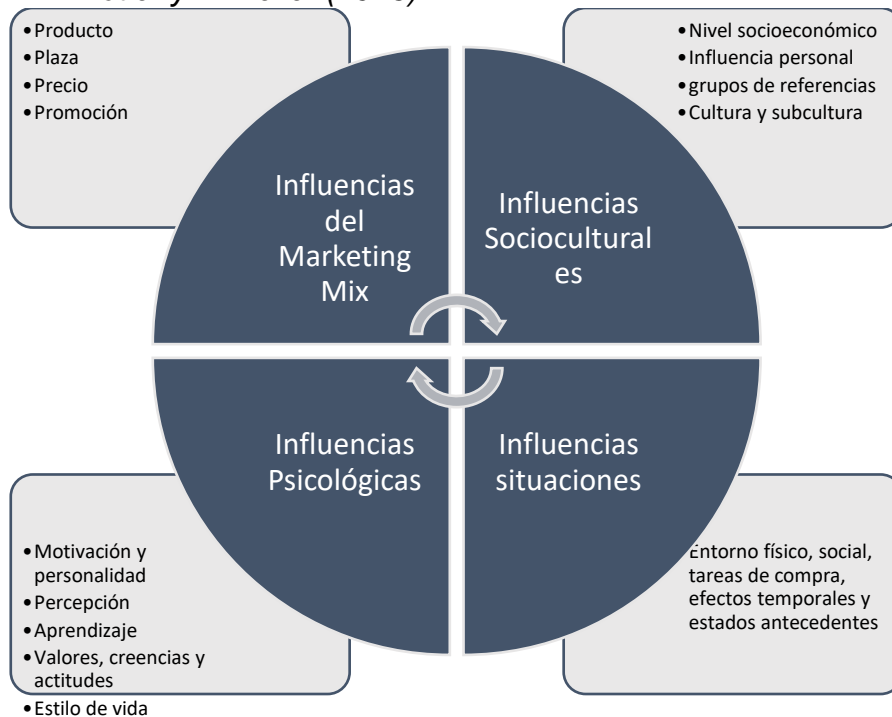 •Producto
•Plaza
•Precio
•Promoción
•Nivel socioeconómico
•Influencia personal
•grupos de referencias
•Cultura y subcultura
Influencias
del
Marketing
Mix
Influencias
Sociocultural
es
Influencias
Psicológicas
Influencias
situaciones
•Motivación y
personalidad
•Percepción
•Aprendizaje
•Valores, creencias y
actitudes
•Estilo de vida
Entorno físico, social,
tareas de compra,
efectos temporales y
estados antecedentes